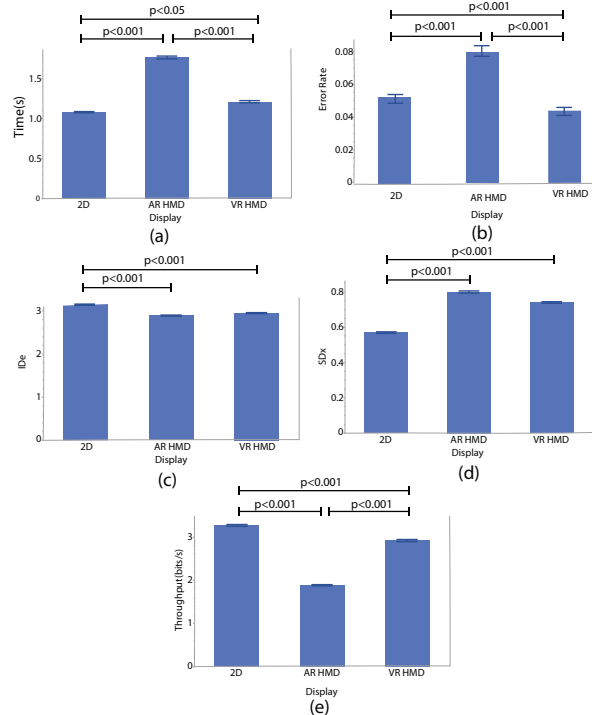 p<0.05
p<0.001 p<0.001
Time(s)
1.5
1.0
0.5
0
2D AR HMD VR HMD
Display
(a)
p<0.001
p<0.001 p<0.001
Error Rate
0.08
0.06
0.04
0.02
0
2D AR HMD VR HMD
Display
(b)
p<0.001
p<0.001
IDe
3
2
1
0
2D AR HMD VR HMD
Display
(c)
p<0.001
p<0.001
SDx
0.8
0.6
0.4
0.2
0
2D AR HMD VR HMD
Display
(d)
p<0.001
p<0.001 p<0.001
Throughput(bits/s)
3
2
1
0
2D AR HMD VR HMD
Display
(e)